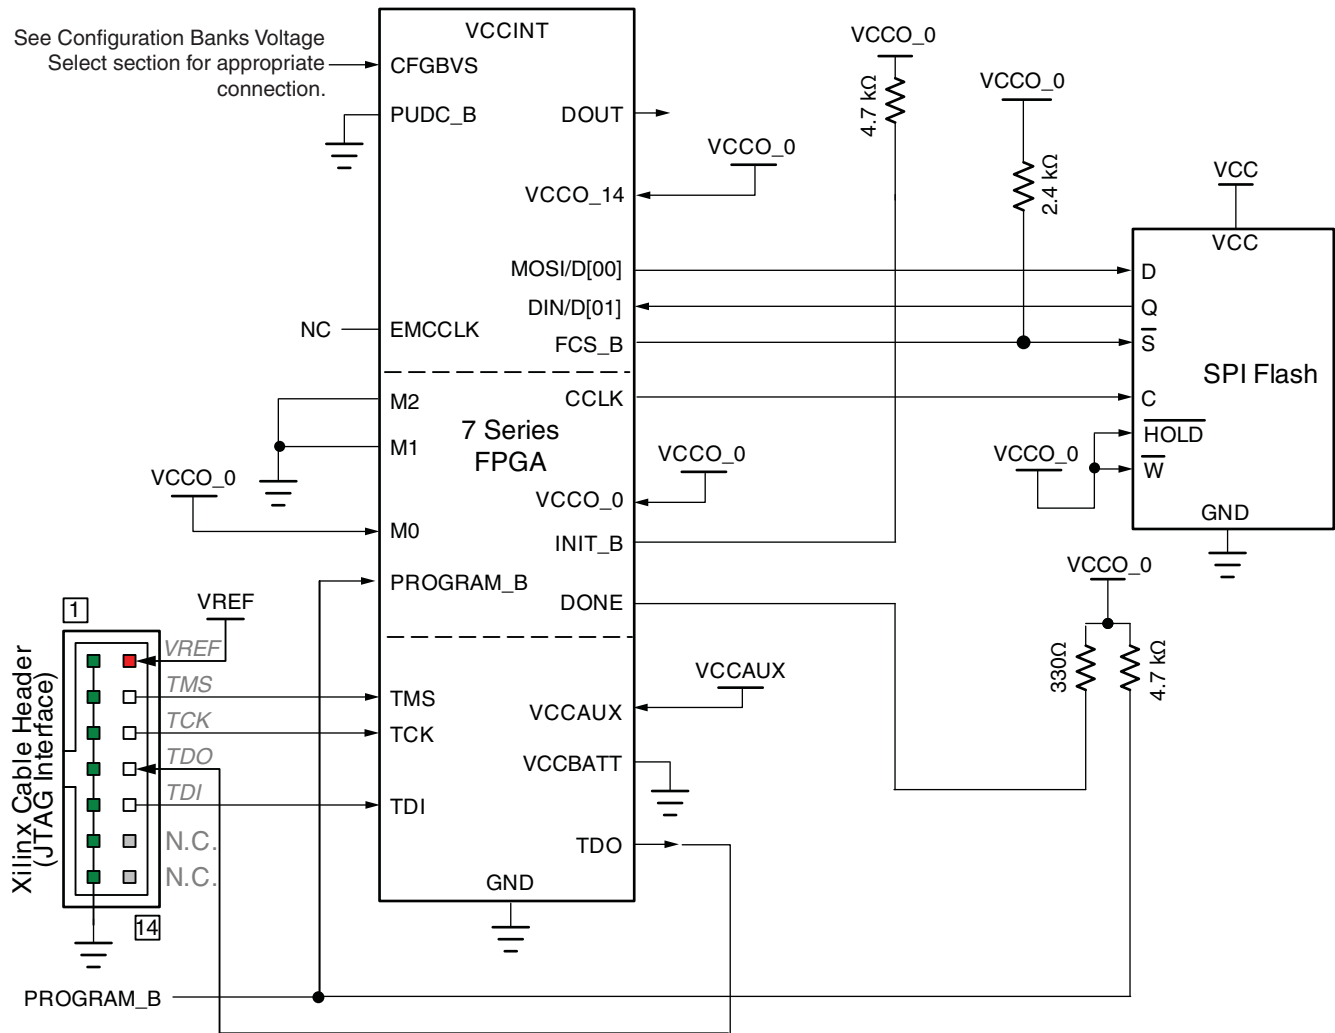 See Configuration Banks Voltage
Select section for appropriate
connection.
VCCINT
CFGBVS
PUDC_B
DOUT
VCCO_0
VCCO_14
VCCO_0
4.7 kΩ
VCCO_0
2.4 kΩ
VCC
VCC
MOSI/D[00]
D
DIN/D[01]
Q
NC
EMCCLK
FCS_B
S
SPI Flash
M2
CCLK
C
M1
7 Series
FPGA
HOLD
VCCO_0
VCCO_0
W
VCCO_0
VCCO_0
GND
M0
INIT_B
PROGRAM_B
VCCO_0
DONE
330Ω
4.7 kΩ
1
VREF
VREF
TMS
TMS
TCK
TCK
TDO
TDI
TDI
N.C.
N.C.
14
Xilinx Cable Header
(JTAG Interface)
VCCAUX
VCCAUX
VCCBATT
TDO
GND
PROGRAM_B